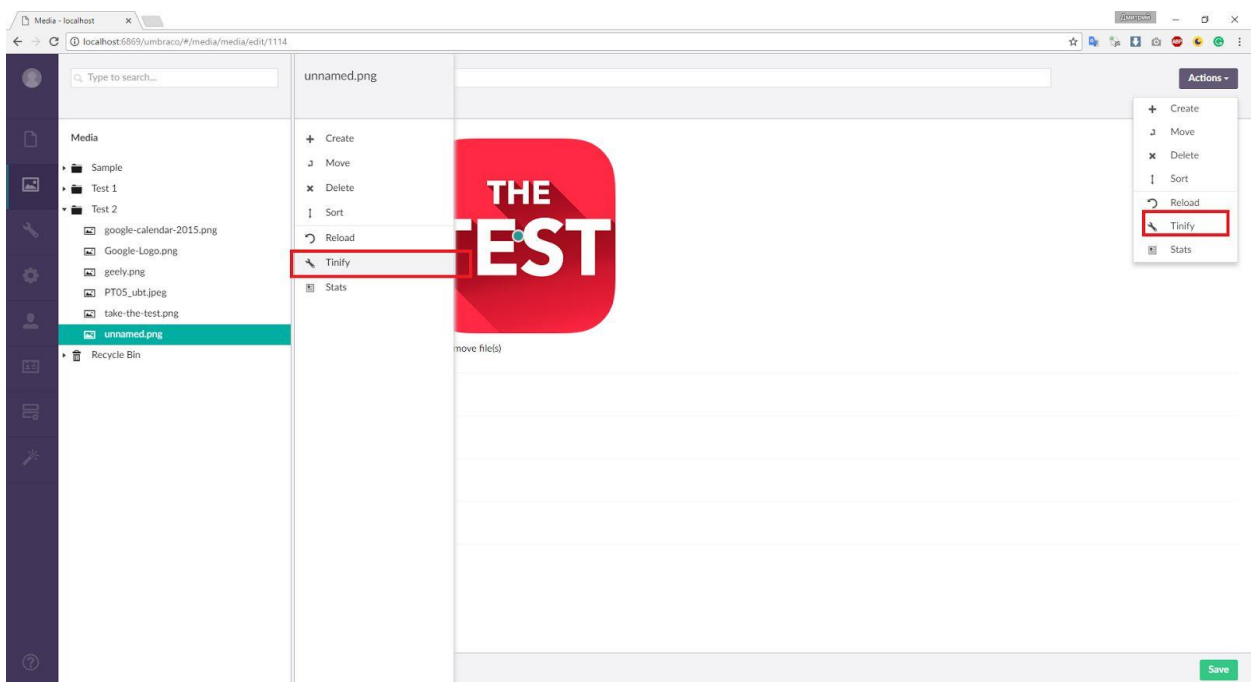 Media - localhost
Дмитрий
localhost:6869/umbraco/#/media/media/edit/1114
Type to search...
unnamed.png
Actions
Media
Sample
Test 1
Test 2
google-calendar-2015.png
Google-Logo.png
geely.png
PT05_ubt.jpeg
take-the-test.png
unnamed.png
Recycle Bin
Create
Move
Delete
Sort
Reload
Tinify
Stats
THE
TEST
move file(s)
Create
Move
Delete
Sort
Reload
Tinify
Stats
Save